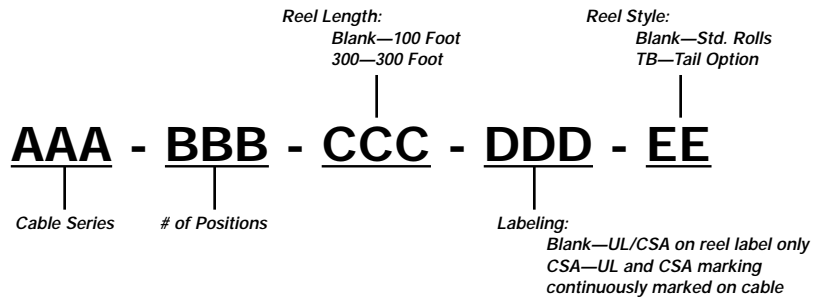 Reel Length:
Blank—100 Foot
300—300 Foot
Reel Style:
Blank—Std. Rolls
TB—Tail Option
AAA - BBB - CCC - DDD - EE
Cable Series
# of Positions
Labeling:
Blank—UL/CSA on reel label only
CSA—UL and CSA marking
continuously marked on cable